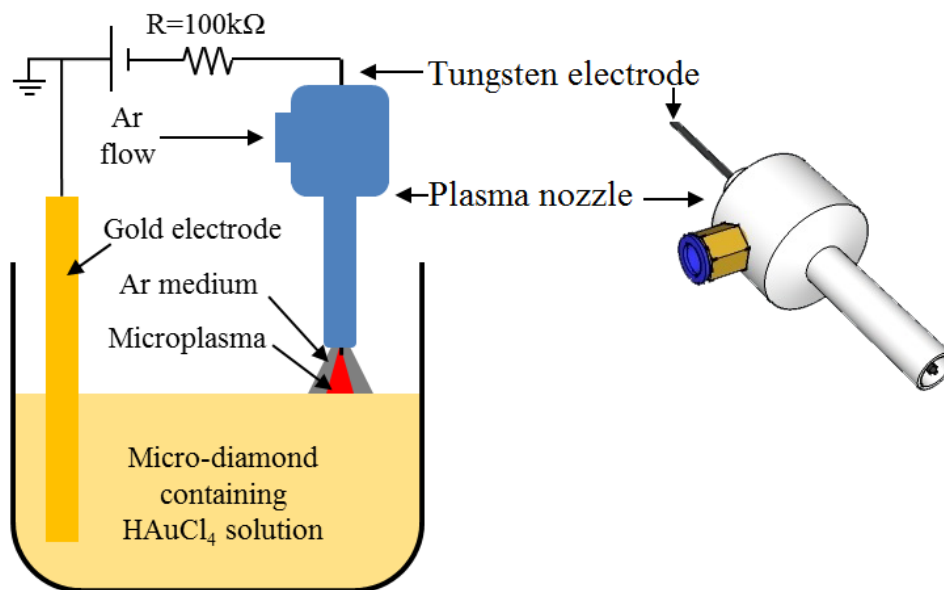 R=100kΩ
Tungsten electrode
Ar
flow
Plasma nozzle
Gold electrode
Ar medium
Microplasma
Micro-diamond
containing
HAuCl₄ solution